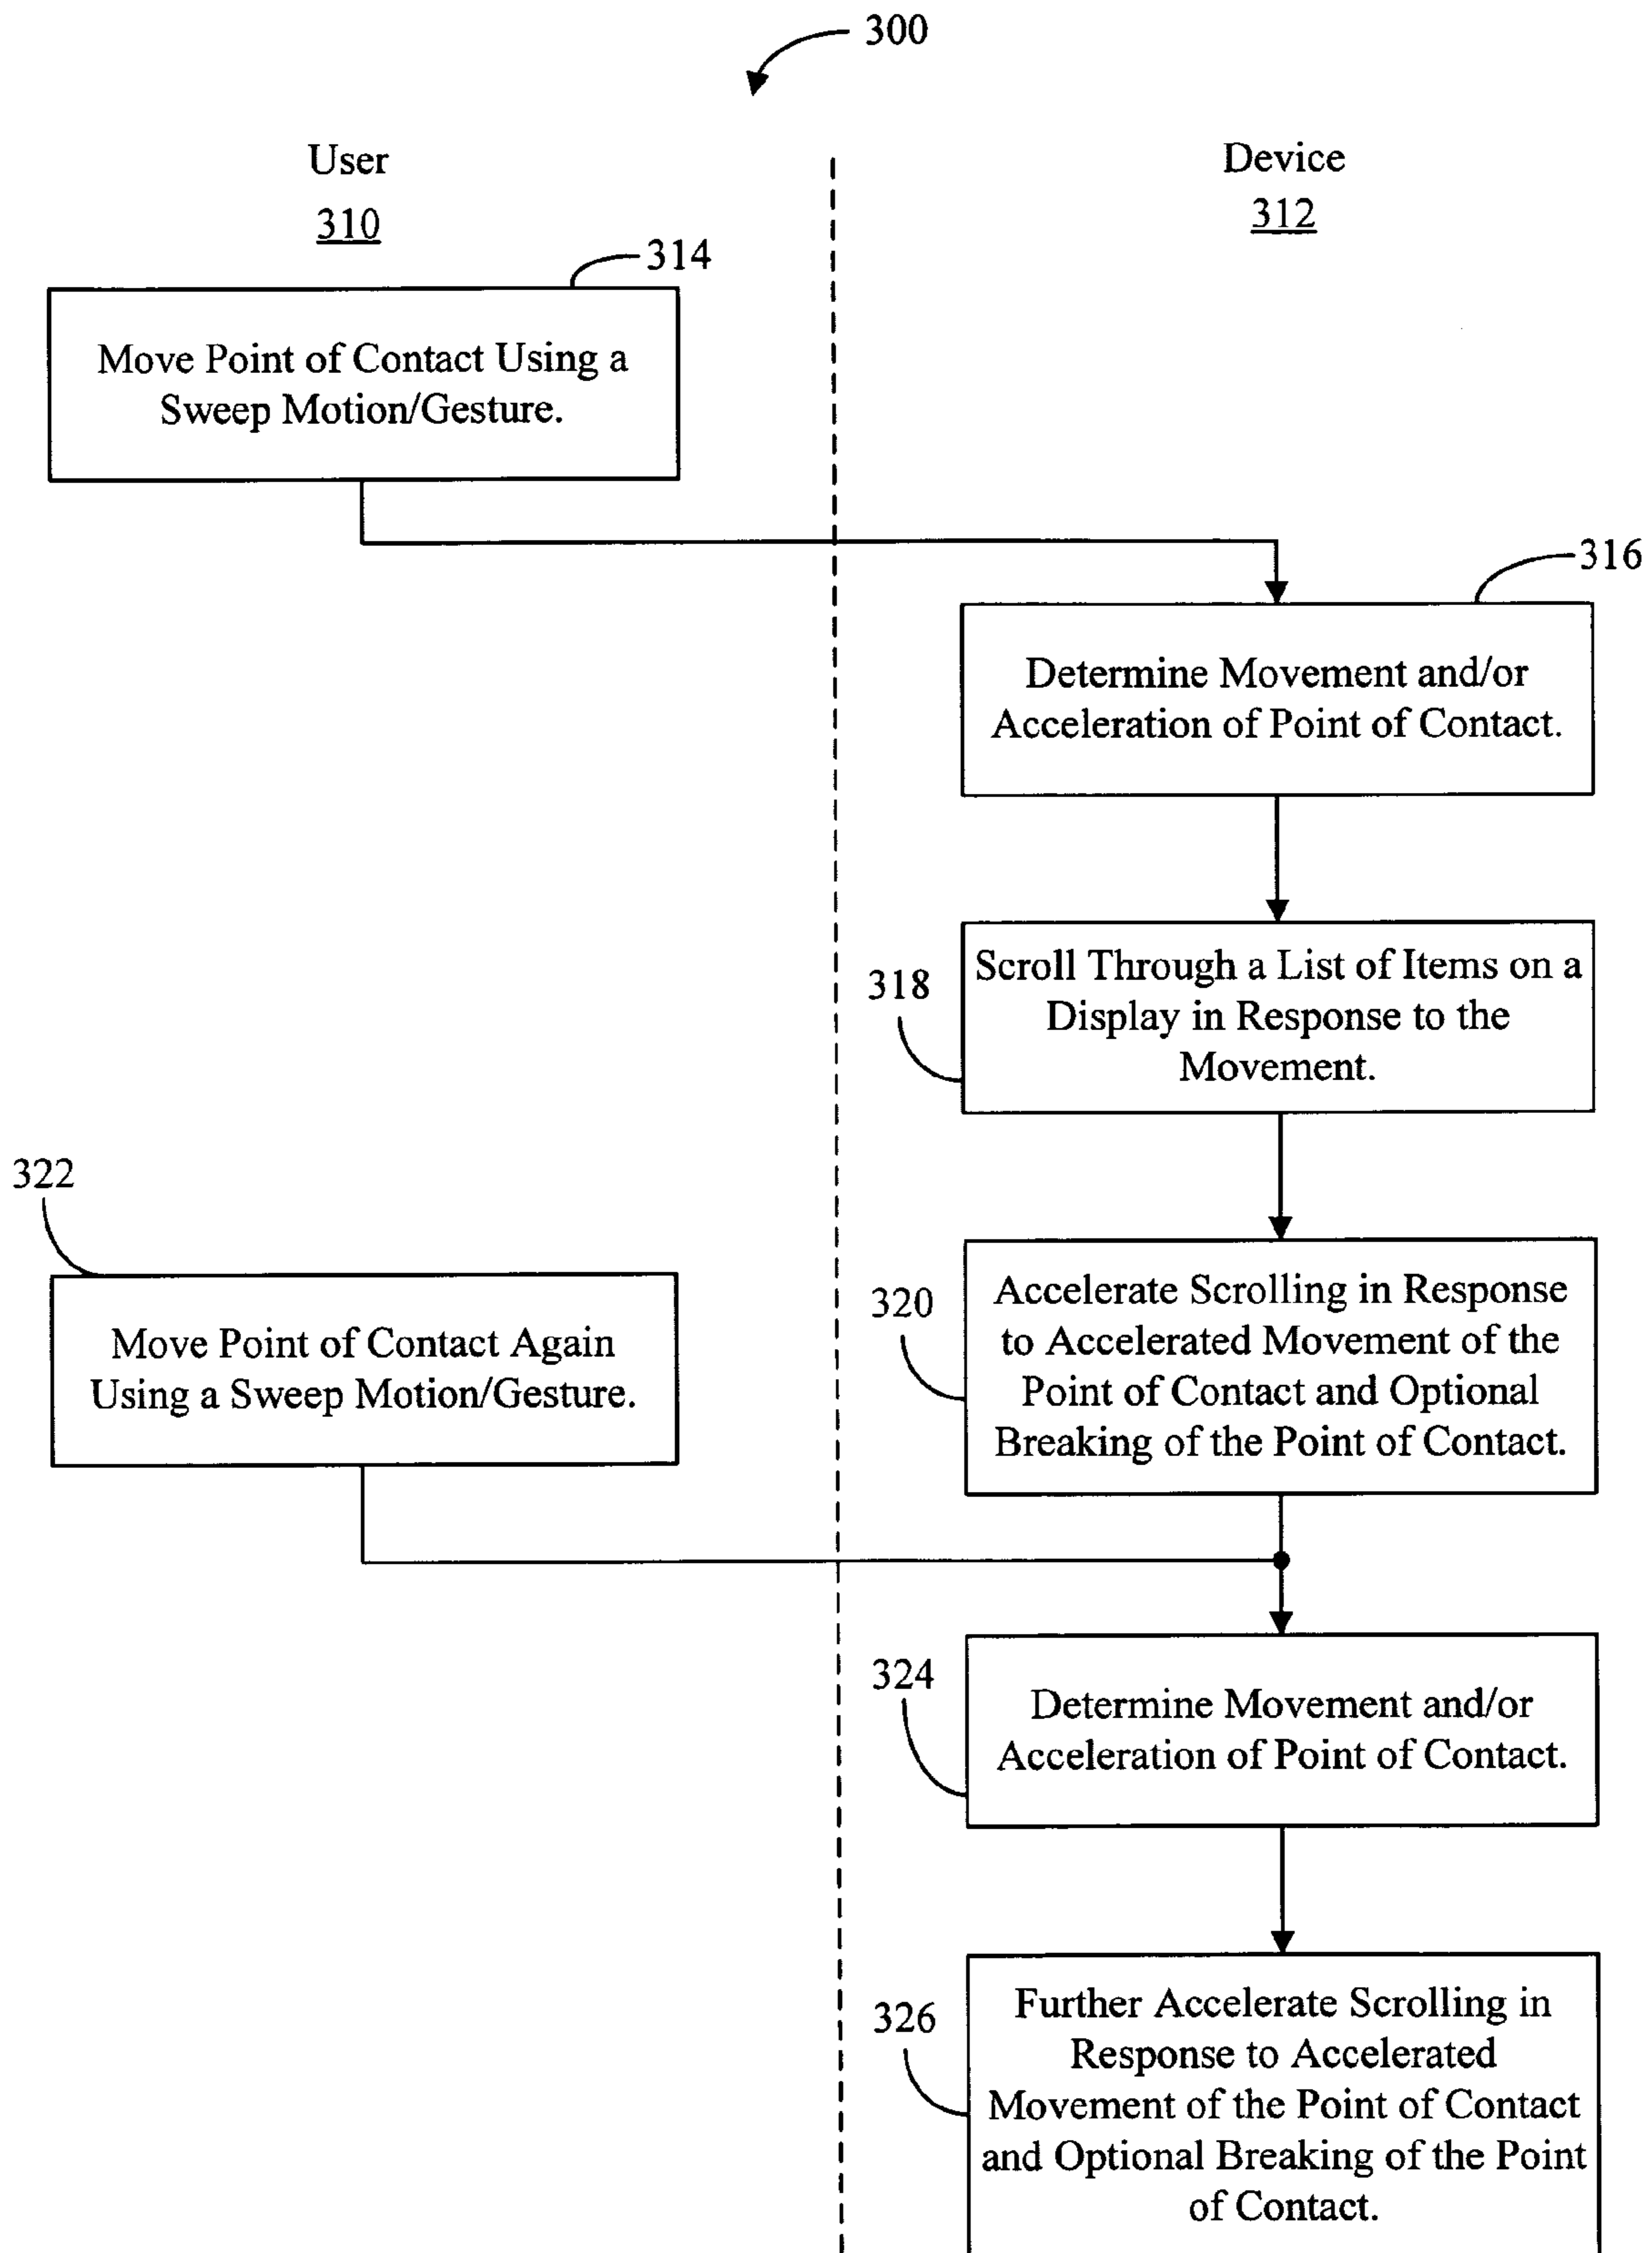 300
User
310
Device
312
314
Move Point of Contact Using a
Sweep Motion/Gesture.
316
Determine Movement and/or
Acceleration of Point of Contact.
318
Scroll Through a List of Items on a
Display in Response to the
Movement.
322
Move Point of Contact Again
Using a Sweep Motion/Gesture.
320
Accelerate Scrolling in Response
to Accelerated Movement of the
Point of Contact and Optional
Breaking of the Point of Contact.
324
Determine Movement and/or
Acceleration of Point of Contact.
326
Further Accelerate Scrolling in
Response to Accelerated
Movement of the Point of Contact
and Optional Breaking of the Point
of Contact.